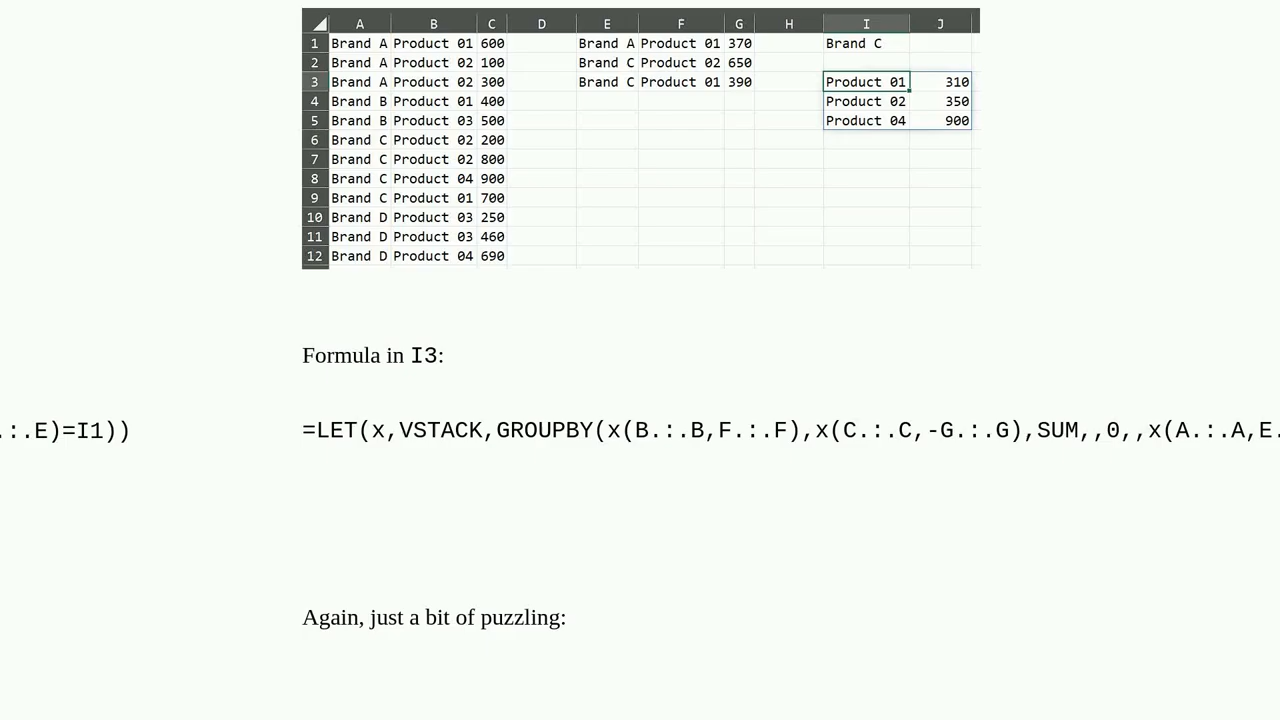 A B C D E F G H I J
1 Brand A Product 01 600 Brand A Product 01 370 Brand C
2 Brand A Product 02 100 Brand C Product 02 650
3 Brand A Product 02 300 Brand C Product 01 390 Product 01 310
4 Brand B Product 01 400 Product 02 350
5 Brand B Product 03 500 Product 04 900
6 Brand C Product 02 200
7 Brand C Product 02 800
8 Brand C Product 04 900
9 Brand C Product 01 700
10 Brand D Product 03 250
11 Brand D Product 03 460
12 Brand D Product 04 690
Formula in I3:
.:.E)=I1)) =LET(x,VSTACK,GROUPBY(x(B.:.B,F.:.F),x(C.:.C,-G.:.G),SUM,,0,,x(A.:.A,E.
Again, just a bit of puzzling: